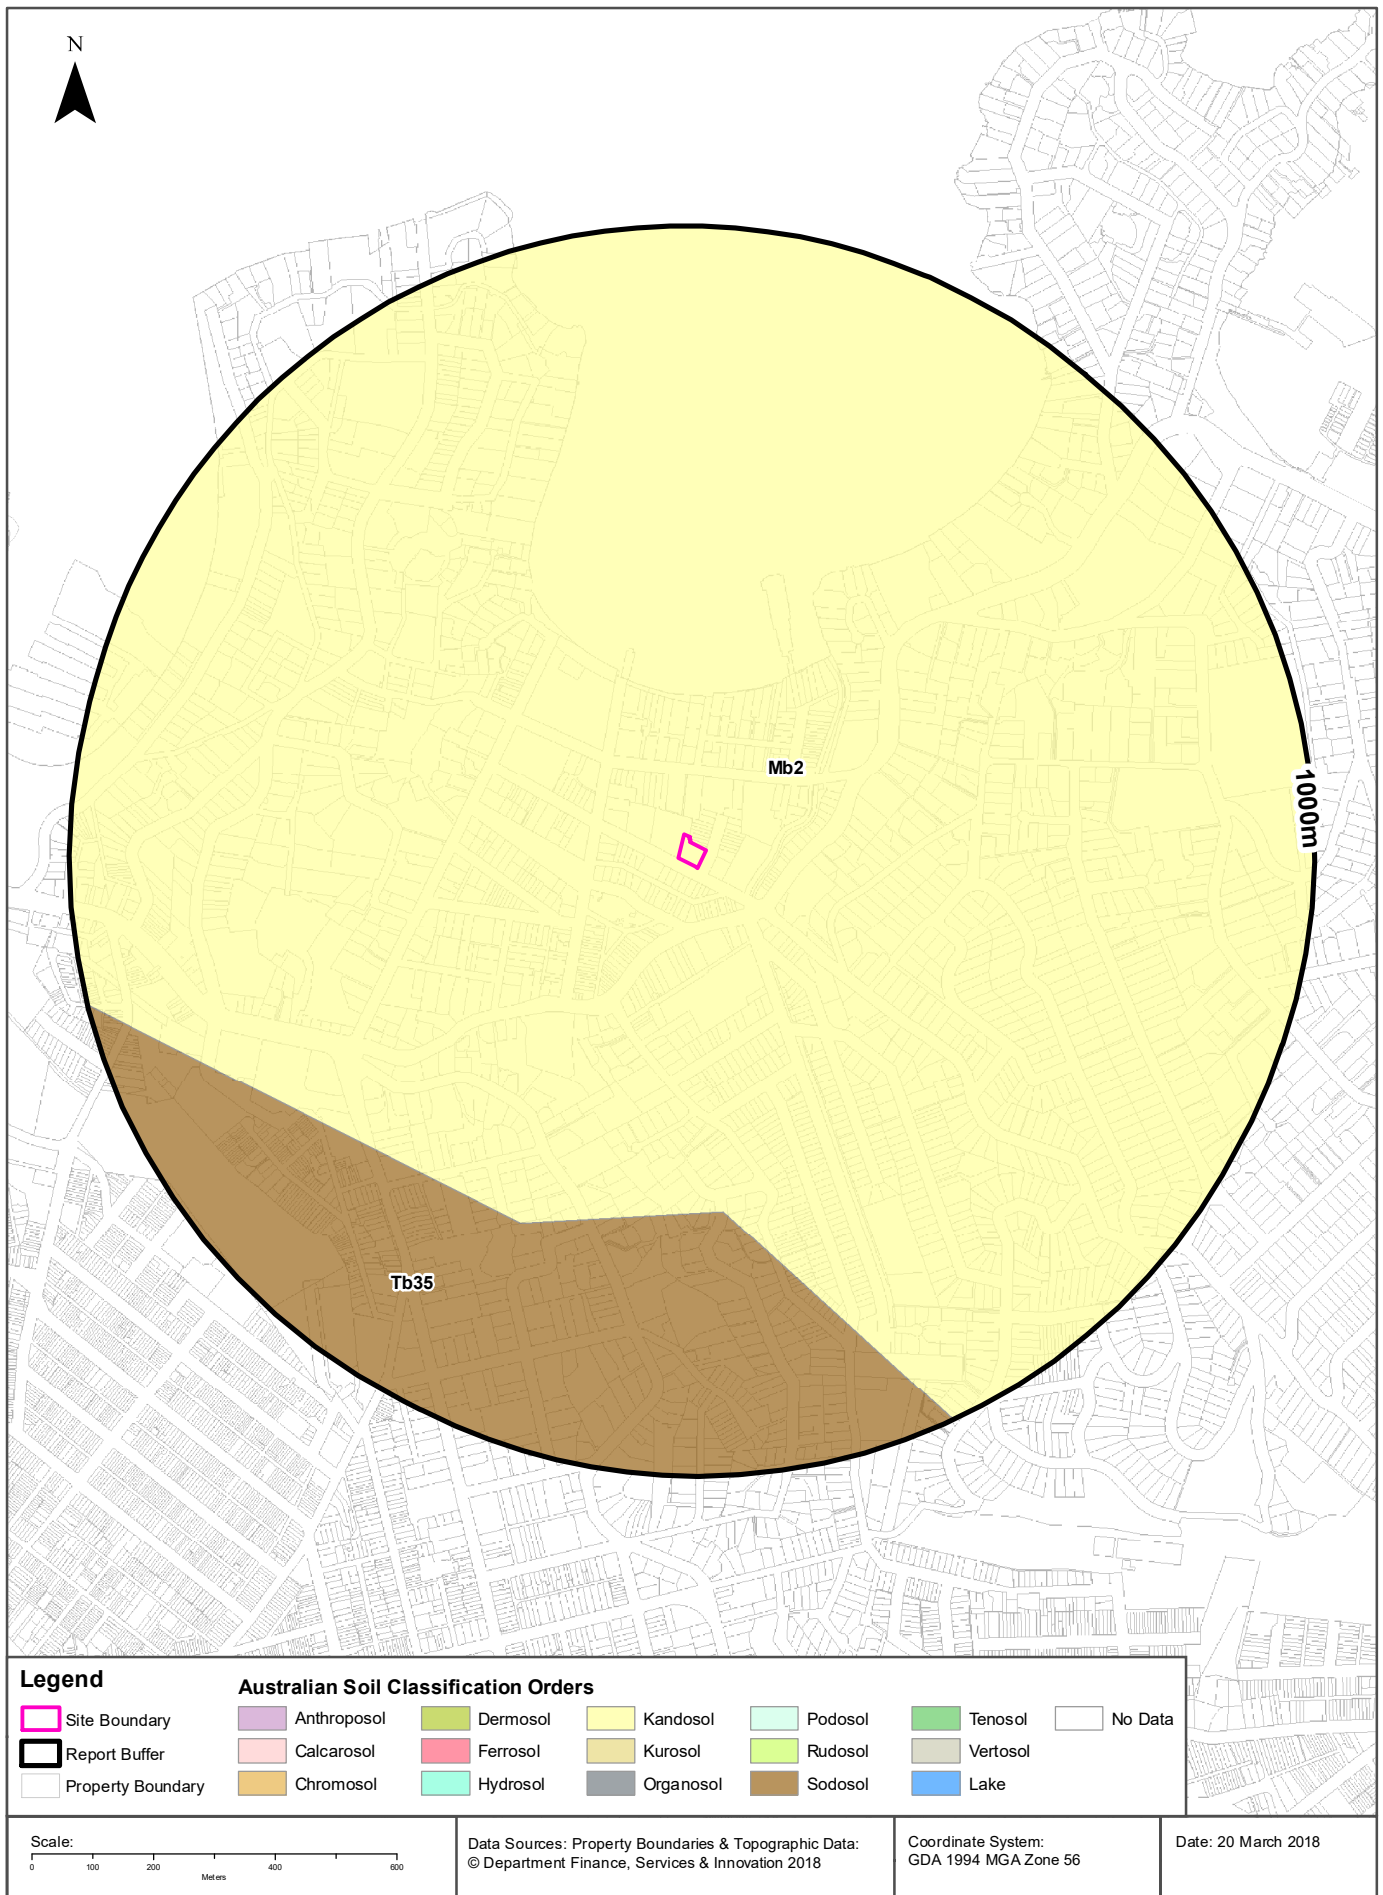 N
Mb2
1000m
Tb35
Legend
Site Boundary
Report Buffer
Property Boundary
Australian Soil Classification Orders
Anthroposol
Calcarosol
Chromosol
Dermosol
Ferrosol
Hydrosol
Kandosol
Kurosol
Organosol
Podosol
Rudosol
Sodosol
Tenosol
Vertosol
Lake
No Data
Scale:
0 100 200 400 600
Meters
Data Sources: Property Boundaries & Topographic Data:
© Department Finance, Services & Innovation 2018
Coordinate System:
GDA 1994 MGA Zone 56
Date: 20 March 2018